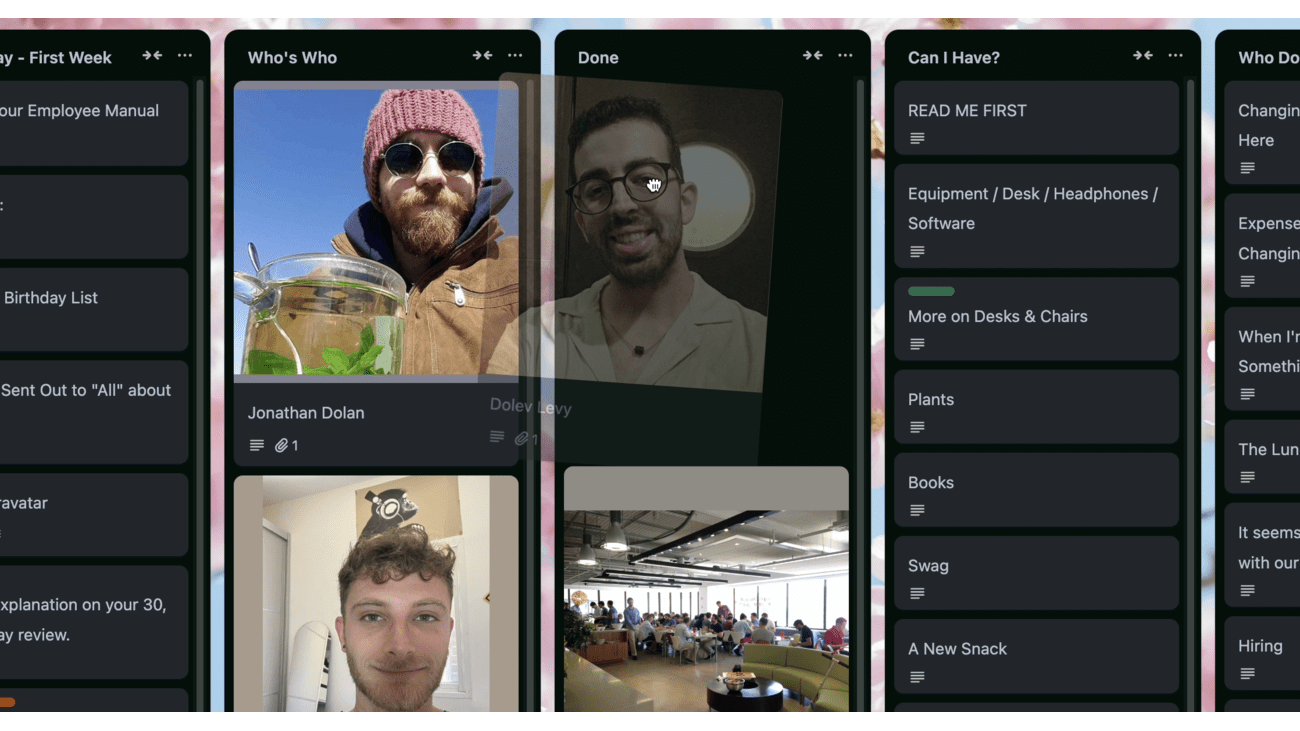 ay - First Week
our Employee Manual
:
Birthday List
Sent Out to "All" about
ravatar
xplanation on your 30,
ay review.
Who's Who
Jonathan Dolan
1
Dolev Levy
1
Done
Can I Have?
READ ME FIRST
Equipment / Desk / Headphones /
Software
More on Desks & Chairs
Plants
Books
Swag
A New Snack
Who Do
Changin
Here
Expense
Changin
When I'r
Somethi
The Lun
It seems
with our
Hiring